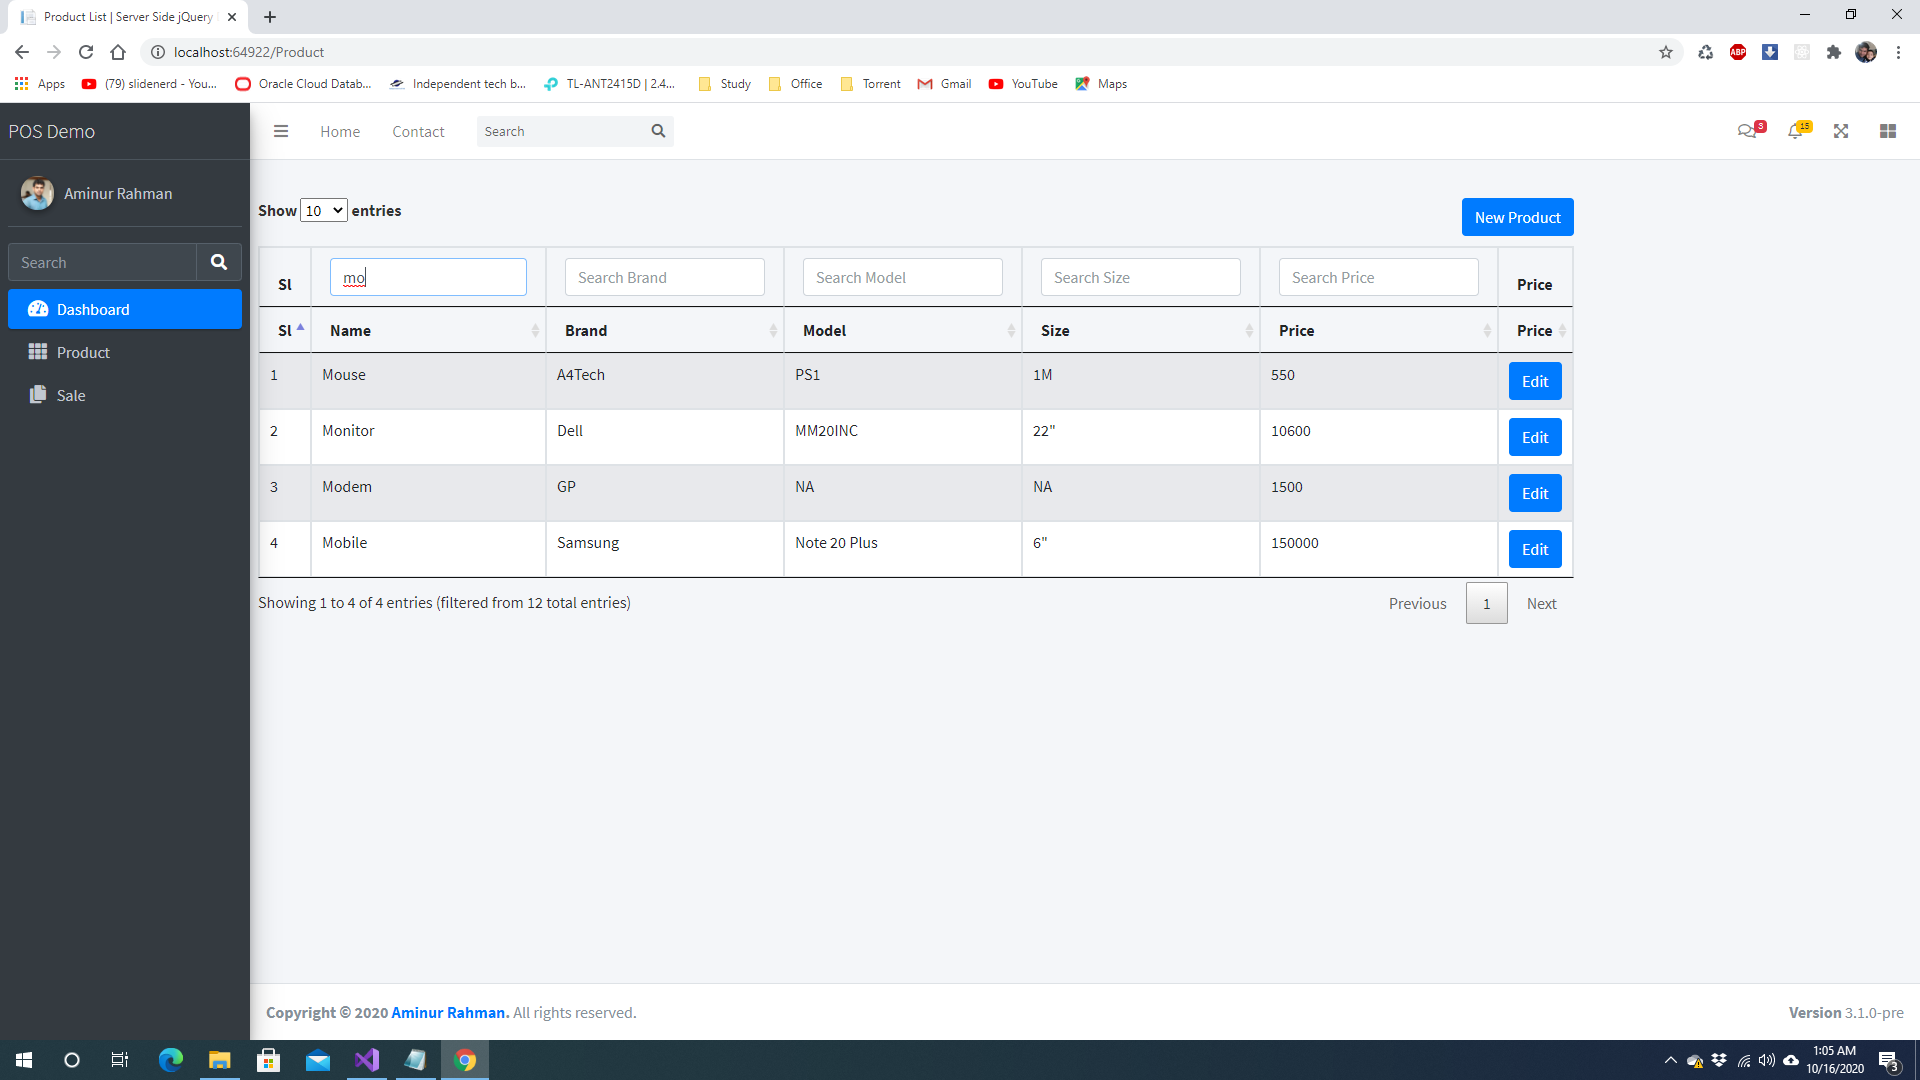 Product List | Server Side jQuery
localhost:64922/Product
ABP
Apps (79) slidenerd - You... Oracle Cloud Datab... Independent tech b... TL-ANT2415D | 2.4... Study Office Torrent Gmail YouTube Maps
POS Demo
Home Contact Search
3 15
Aminur Rahman
Search
Dashboard
Product
Sale
Show 10 entries
New Product
Sl mo Search Brand Search Model Search Size Search Price Price
Sl Name Brand Model Size Price Price
1 Mouse A4Tech PS1 1M 550 Edit
2 Monitor Dell MM20INC 22" 10600 Edit
3 Modem GP NA NA 1500 Edit
4 Mobile Samsung Note 20 Plus 6" 150000 Edit
Showing 1 to 4 of 4 entries (filtered from 12 total entries)
Previous 1 Next
Copyright © 2020 Aminur Rahman. All rights reserved.
Version 3.1.0-pre
1:05 AM
10/16/2020
3